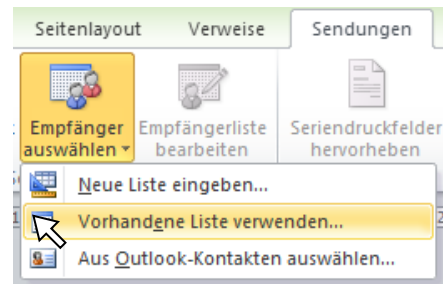 Seitenlayout Verweise Sendungen
Empfänger Empfängerliste Seriendruckfelder
auswählen bearbeiten hervorheben
Neue Liste eingeben...
Vorhandene Liste verwenden...
Aus Outlook-Kontakten auswählen...